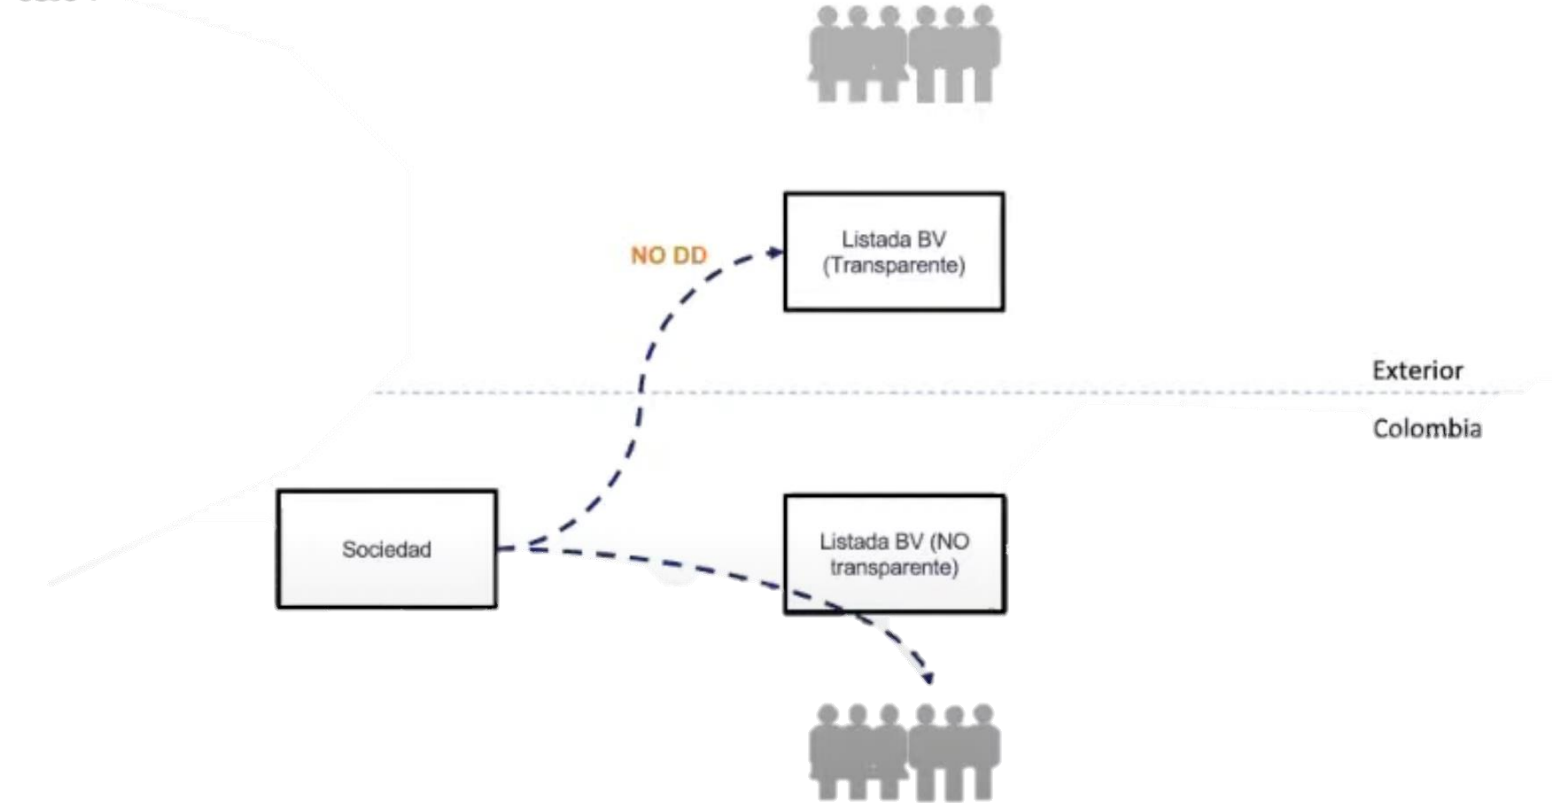 Listada BV
(Transparente)
NO DD
Exterior
Colombia
Sociedad
Listada BV (NO
transparente)